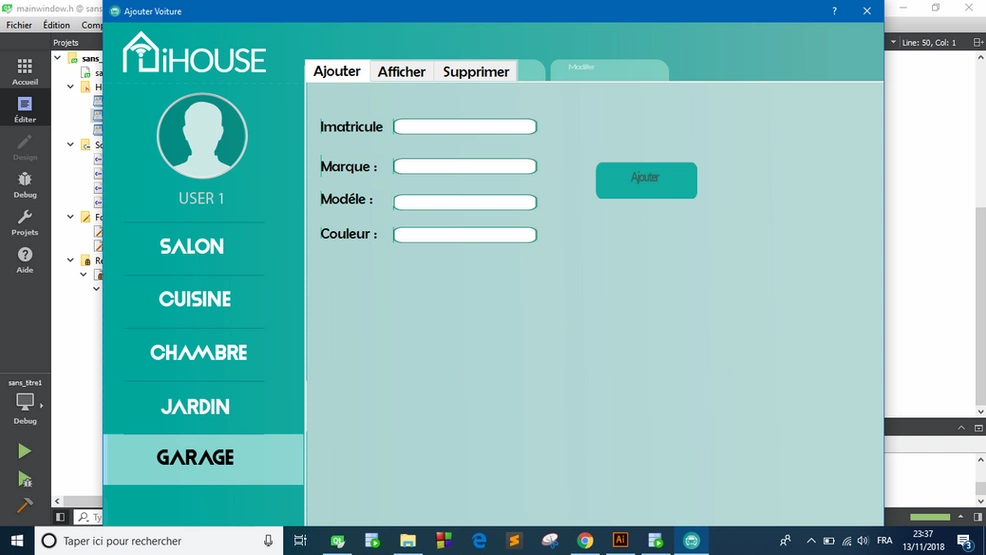 mainwindow.h @ sans
Ajouter Voiture
?
Fichier
Édition
Projets
Line: 50, Col: 1
iHOUSE
Ajouter
Afficher
Supprimer
Modifier
Accueil
Éditer
Design
Debug
Projets
Aide
USER 1
SALON
CUISINE
CHAMBRE
JARDIN
GARAGE
Imatricule
Marque :
Modéle :
Couleur :
Ajouter
sans_titre1
Debug
Taper ici pour rechercher
FRA
23:37
13/11/2018
3